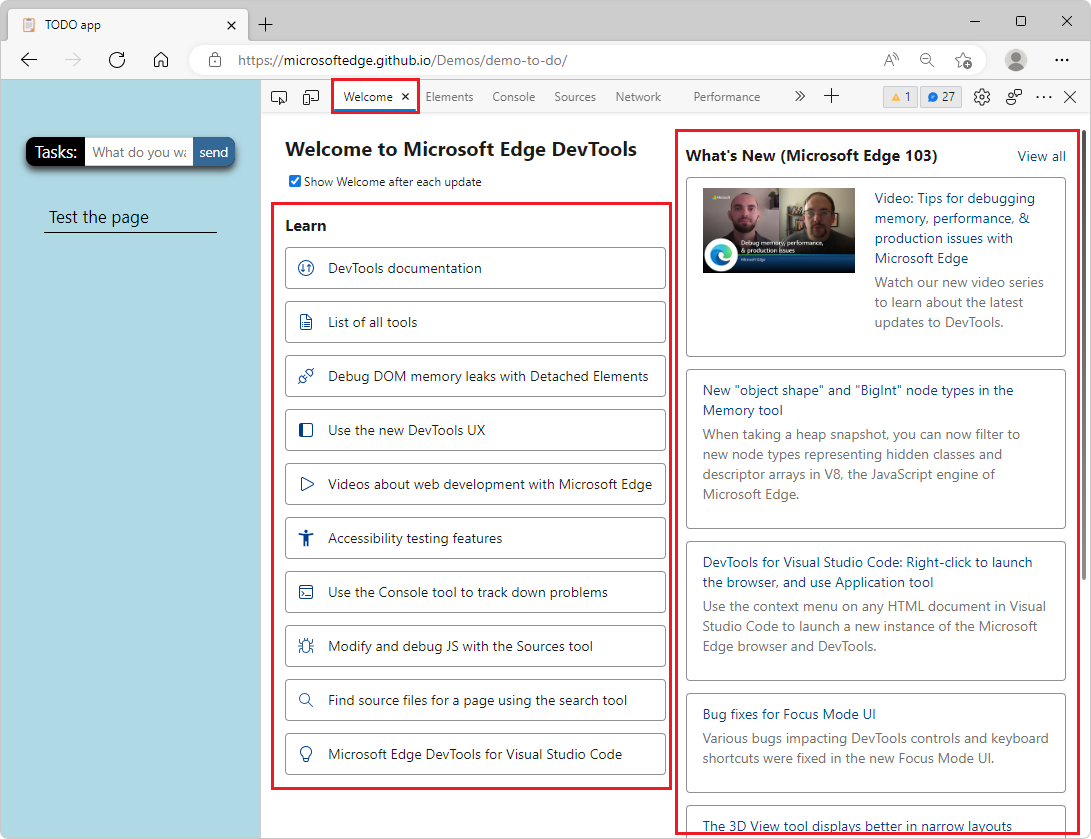 TODO app
https://microsoftedge.github.io/Demos/demo-to-do/
Welcome
Elements
Console
Sources
Network
Performance
1
27
Tasks:
What do you wa
send
Test the page
Welcome to Microsoft Edge DevTools
Show Welcome after each update
Learn
DevTools documentation
List of all tools
Debug DOM memory leaks with Detached Elements
Use the new DevTools UX
Videos about web development with Microsoft Edge
Accessibility testing features
Use the Console tool to track down problems
Modify and debug JS with the Sources tool
Find source files for a page using the search tool
Microsoft Edge DevTools for Visual Studio Code
What's New (Microsoft Edge 103)
View all
Debug memory, performance,
& production issues
Microsoft Edge
Video: Tips for debugging
memory, performance, &
production issues with
Microsoft Edge
Watch our new video series
to learn about the latest
updates to DevTools.
New "object shape" and "BigInt" node types in the
Memory tool
When taking a heap snapshot, you can now filter to
new node types representing hidden classes and
descriptor arrays in V8, the JavaScript engine of
Microsoft Edge.
DevTools for Visual Studio Code: Right-click to launch
the browser, and use Application tool
Use the context menu on any HTML document in Visual
Studio Code to launch a new instance of the Microsoft
Edge browser and DevTools.
Bug fixes for Focus Mode UI
Various bugs impacting DevTools controls and keyboard
shortcuts were fixed in the new Focus Mode UI.
The 3D View tool displays better in narrow layouts